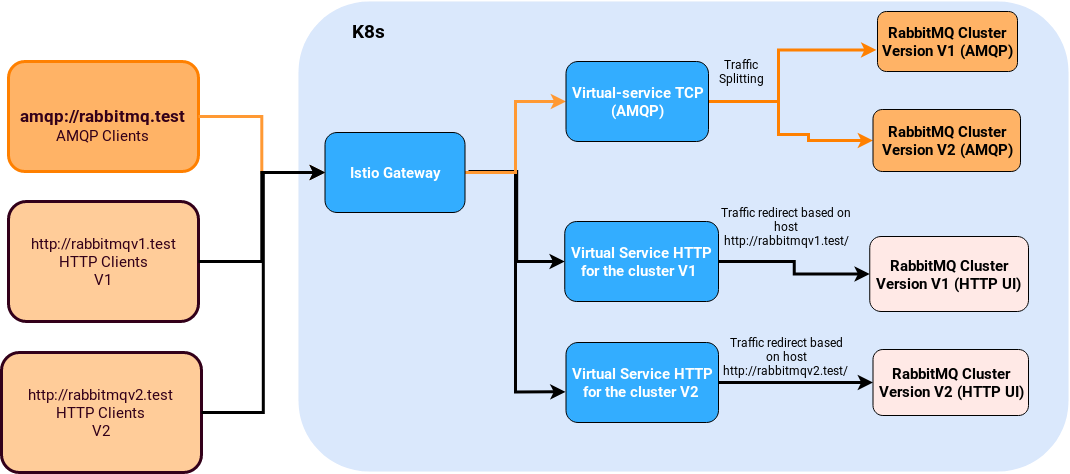 K8s
amqp://rabbitmq.test
AMQP Clients
http://rabbitmqv1.test
HTTP Clients
V1
http://rabbitmqv2.test
HTTP Clients
V2
Istio Gateway
Virtual-service TCP
(AMQP)
Traffic
Splitting
RabbitMQ Cluster
Version V1 (AMQP)
RabbitMQ Cluster
Version V2 (AMQP)
Virtual Service HTTP
for the cluster V1
Traffic redirect based on
host
http://rabbitmqv1.test/
RabbitMQ Cluster
Version V1 (HTTP UI)
Virtual Service HTTP
for the cluster V2
Traffic redirect based
on host
http://rabbitmqv2.test/
RabbitMQ Cluster
Version V2 (HTTP UI)